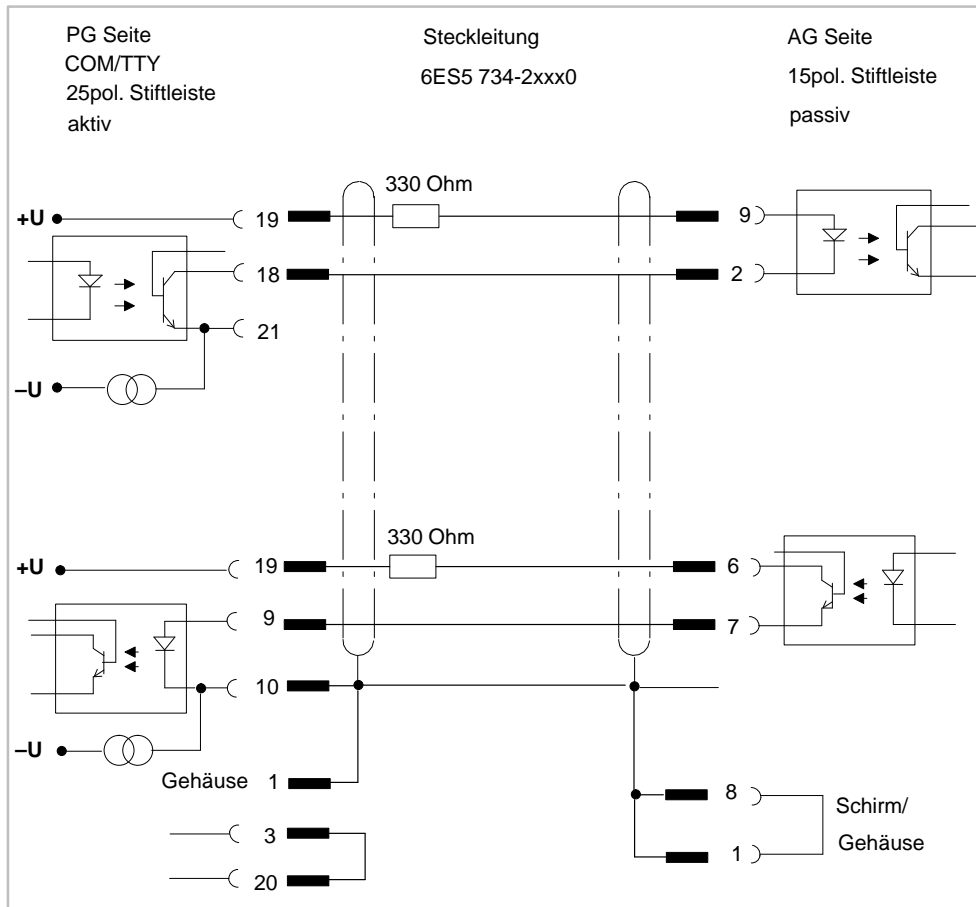 PG Seite
COM/TTY
25pol. Stiftleiste
aktiv
Steckleitung
6ES5 734-2xxx0
AG Seite
15pol. Stiftleiste
passiv
330 Ohm
+U 19 9
18 2
21
–U
330 Ohm
+U 19 6
9 7
10
–U
Gehäuse 1
8
Schirm/
Gehäuse
3
1
20